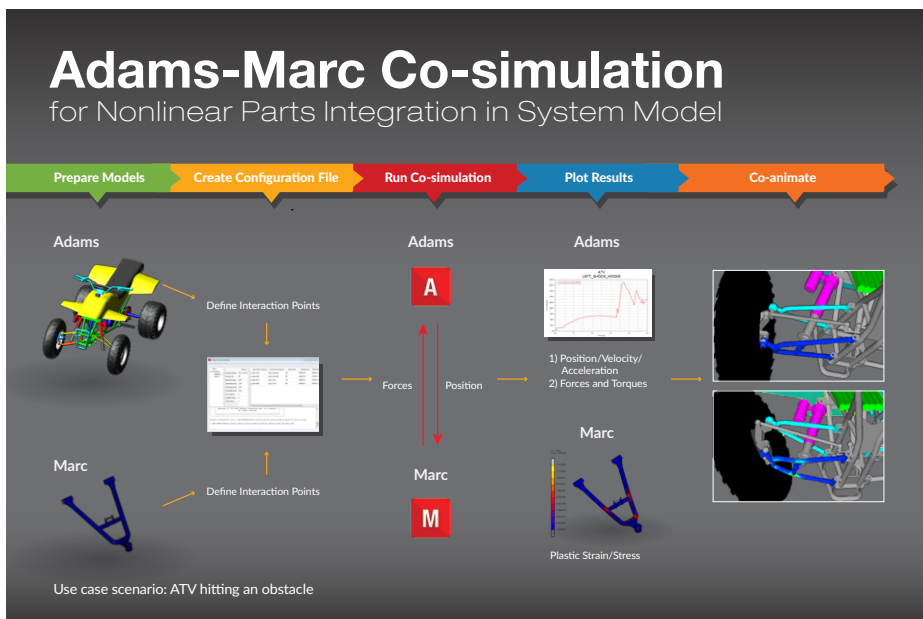 Adams-Marc Co-simulation
for Nonlinear Parts Integration in System Model
Prepare Models
Create Configuration File
Run Co-simulation
Plot Results
Co-animate
Adams
Define Interaction Points
Marc
Define Interaction Points
Adams
A
Forces
Position
Marc
M
Adams
ATV
LEFT_SHOCK_FORCE
1) Position/Velocity/
Acceleration
2) Forces and Torques
Marc
Plastic Strain/Stress
Use case scenario: ATV hitting an obstacle